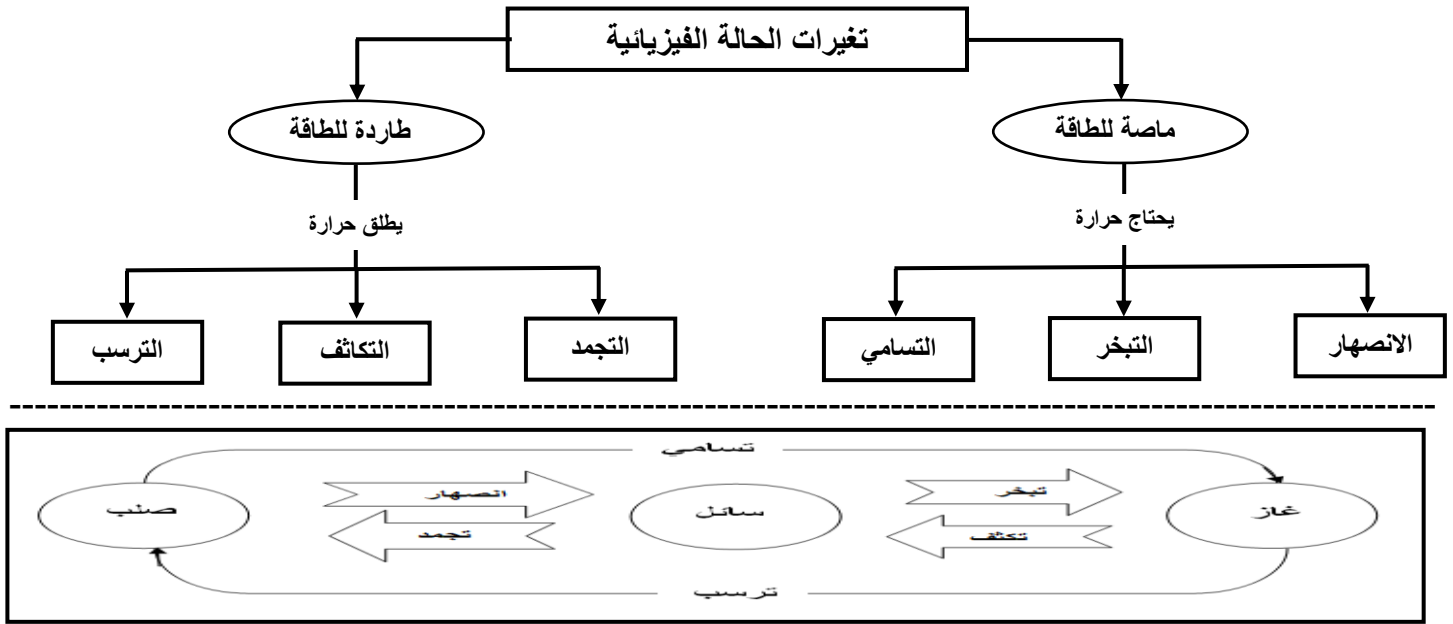 تغيرات الحالة الفيزيائية
ماصة للطاقة
طاردة للطاقة
يحتاج حرارة
يطلق حرارة
الانصهار
التبخر
التسامي
التجمد
التكاثف
الترسب
تسامي
صلب
انصهار
سائل
تبخر
غاز
تجمد
تكثف
ترسب